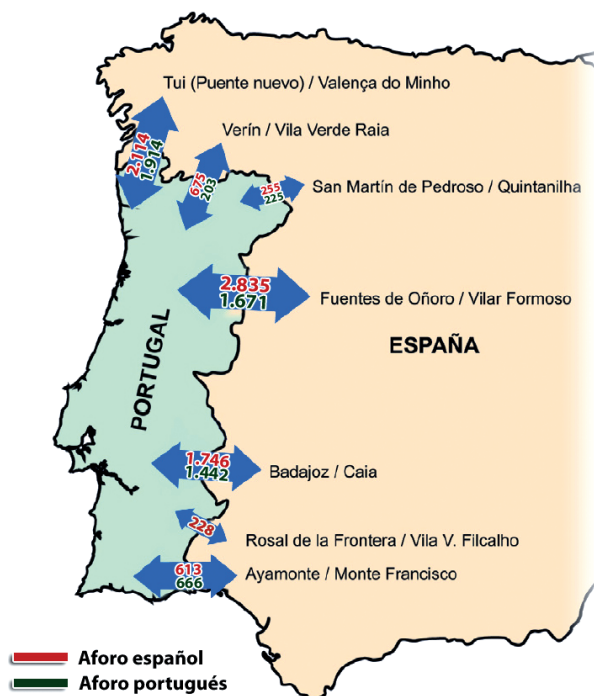 Tui (Puente nuevo) / Valença do Minho
2.114
1.914
Verín / Vila Verde Raia
675
203
255
225
San Martín de Pedroso / Quintanilha
2.835
1.671
Fuentes de Oñoro / Vilar Formoso
PORTUGAL
ESPAÑA
1.746
1.442
Badajoz / Caia
228
Rosal de la Frontera / Vila V. Filcalho
613
666
Ayamonte / Monte Francisco
Aforo español
Aforo portugués